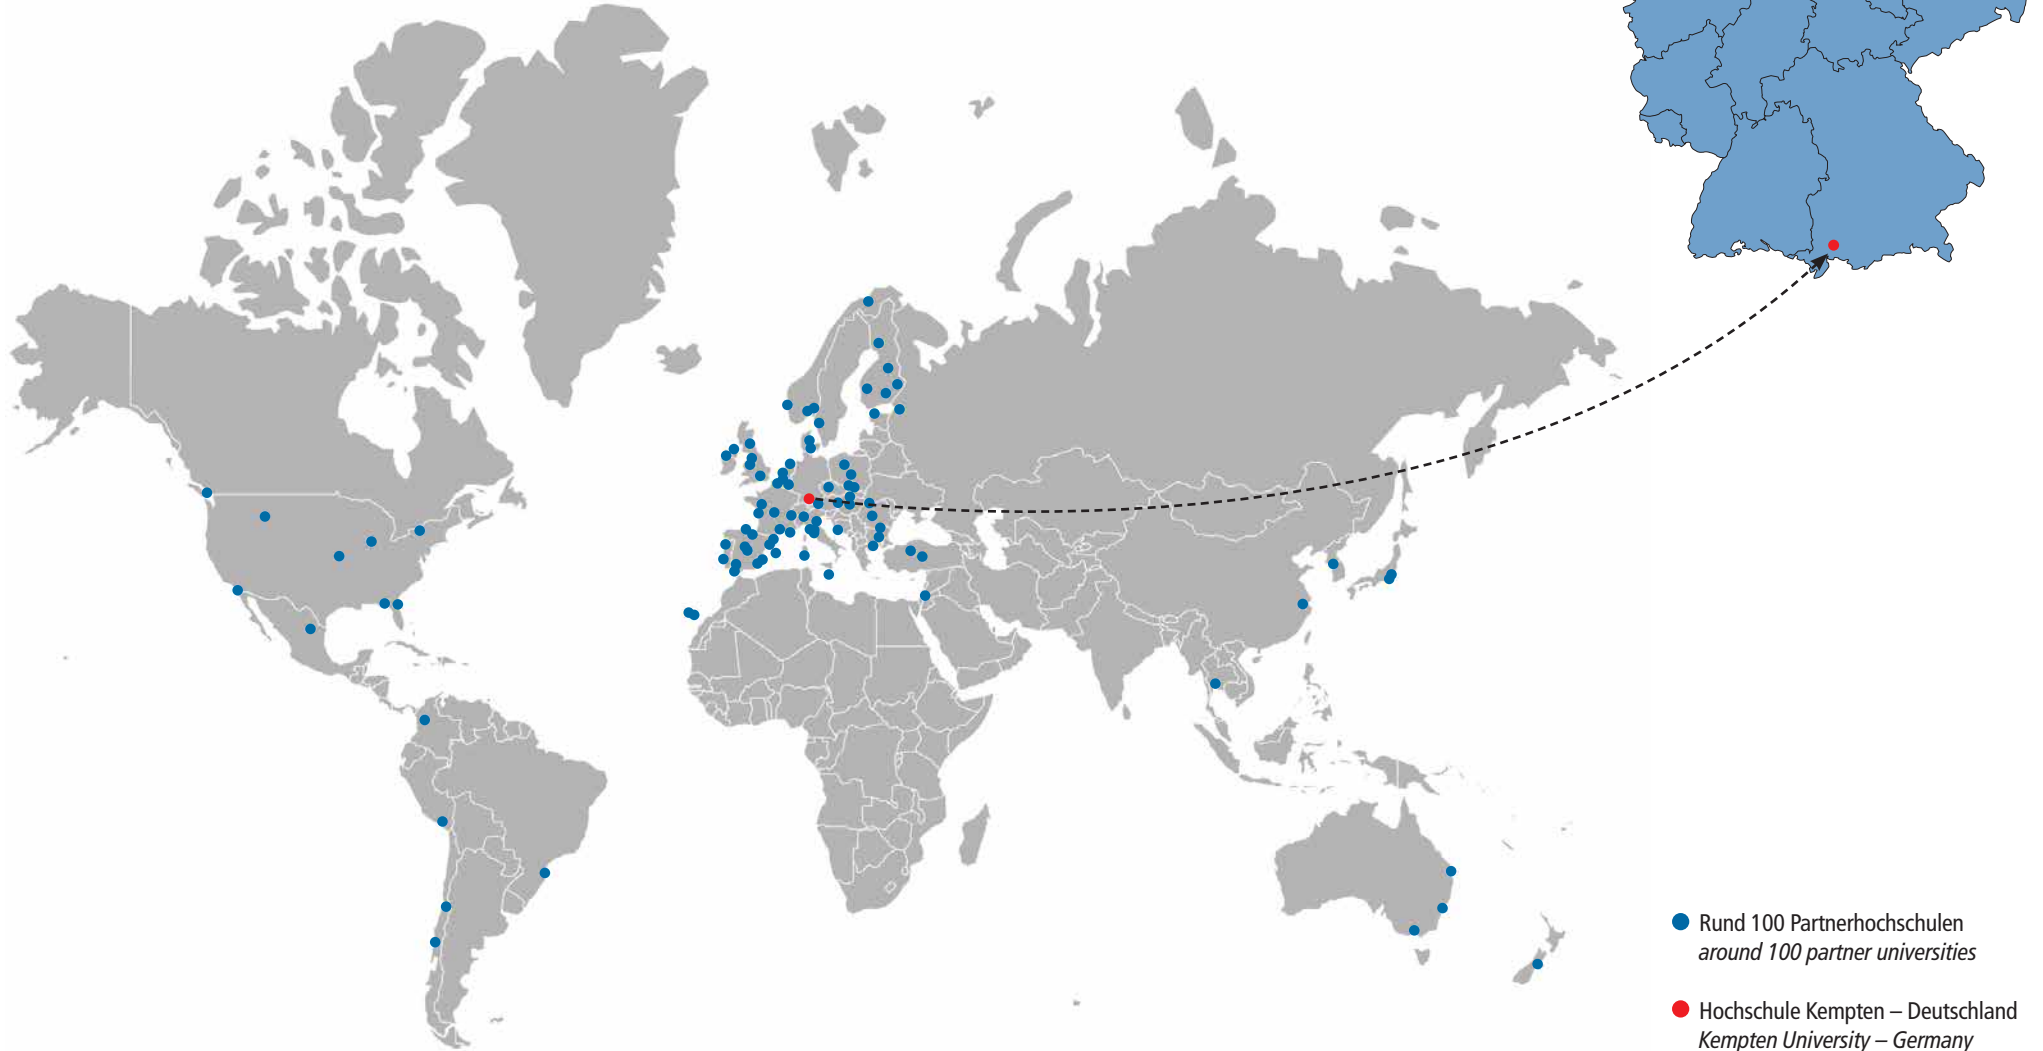 Rund 100 Partnerhochschulen
around 100 partner universities
Hochschule Kempten – Deutschland
Kempten University – Germany